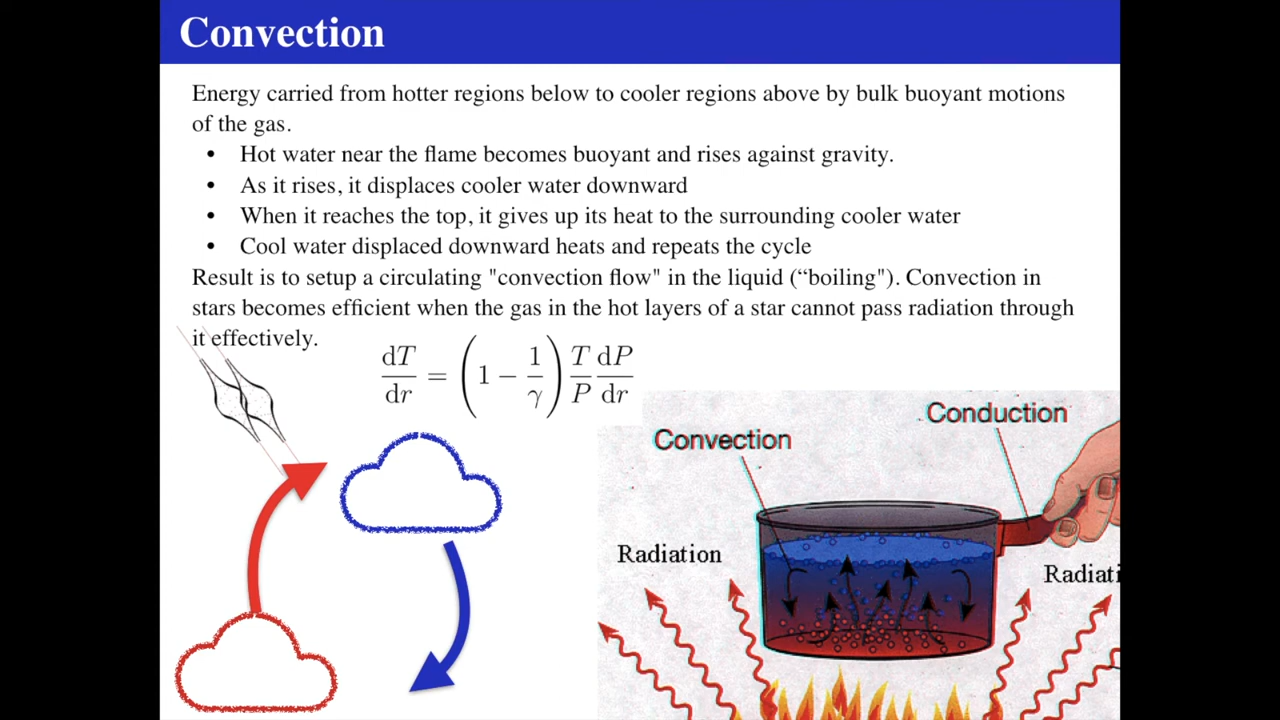 Convection
Energy carried from hotter regions below to cooler regions above by bulk buoyant motions
of the gas.
• Hot water near the flame becomes buoyant and rises against gravity.
• As it rises, it displaces cooler water downward
• When it reaches the top, it gives up its heat to the surrounding cooler water
• Cool water displaced downward heats and repeats the cycle
Result is to setup a circulating "convection flow" in the liquid (“boiling"). Convection in
stars becomes efficient when the gas in the hot layers of a star cannot pass radiation through
it effectively.
dT/dr = (1 − 1/γ) T/P dP/dr
Conduction
Convection
Radiation
Radiati